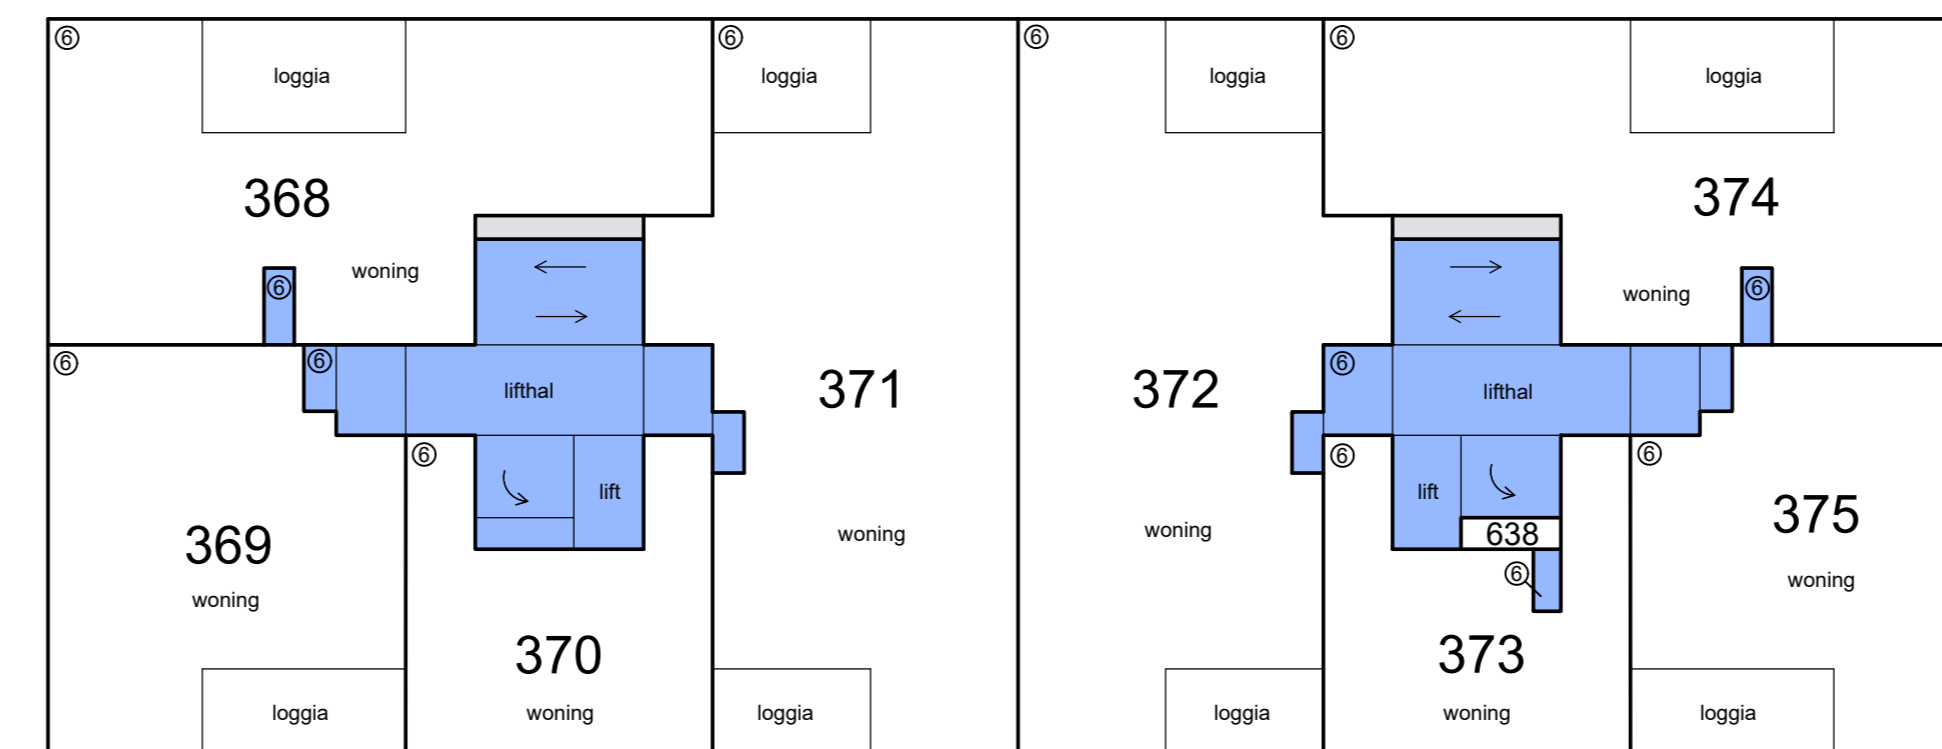 ⑥ ⑥ ⑥ ⑥
loggia loggia loggia loggia
368 374
woning woning
⑥ ⑥
⑥ ⑥ ⑥
lifthal lifthal
371 372
⑥ ⑥ ⑥
lift lift
369 375
638
woning woning
⑥
woning woning
370 373
loggia woning loggia loggia woning loggia